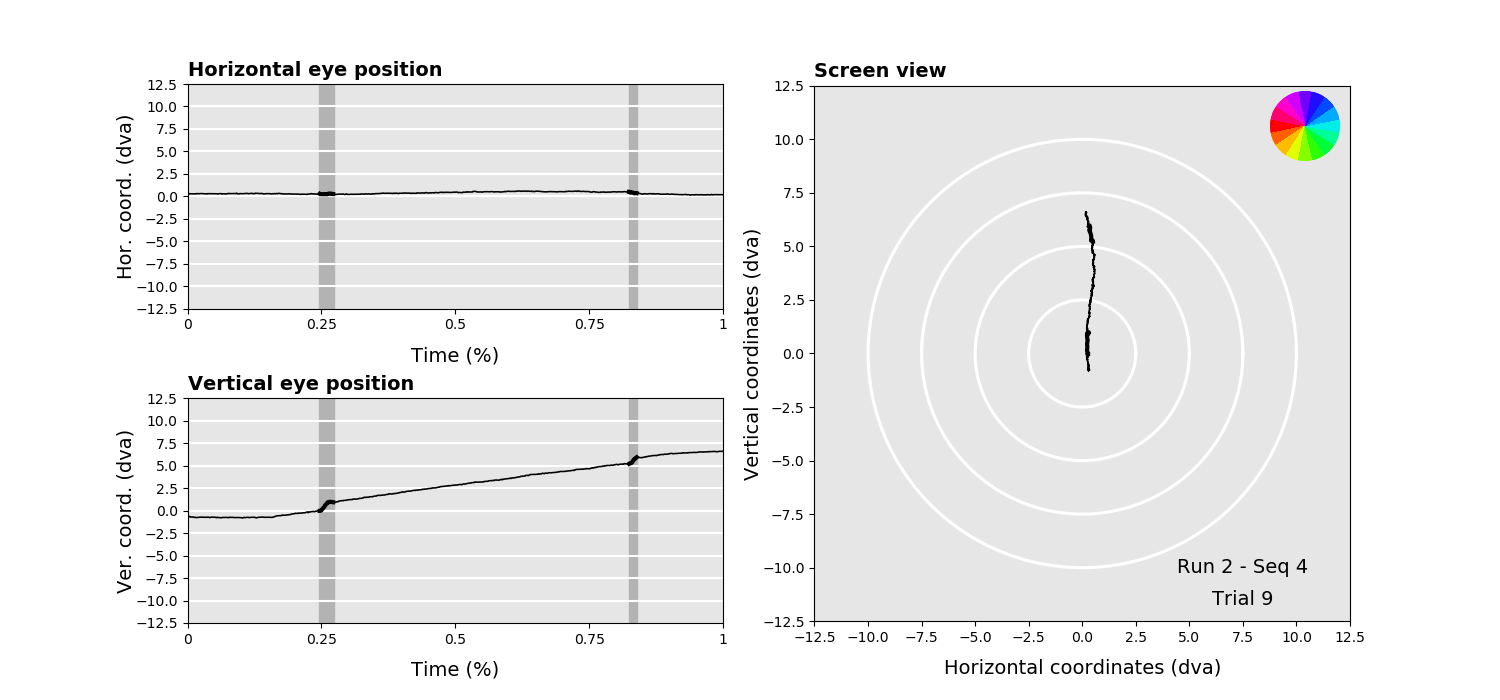 Horizontal eye position
Hor. coord. (dva)
12.5
10.0
7.5
5.0
2.5
0.0
−2.5
−5.0
−7.5
−10.0
−12.5
0 0.25 0.5 0.75 1
Time (%)
Vertical eye position
Ver. coord. (dva)
12.5
10.0
7.5
5.0
2.5
0.0
−2.5
−5.0
−7.5
−10.0
−12.5
0 0.25 0.5 0.75 1
Time (%)
Screen view
Vertical coordinates (dva)
12.5
10.0
7.5
5.0
2.5
0.0
−2.5
−5.0
−7.5
−10.0
−12.5
Run 2 - Seq 4
Trial 9
−12.5 −10.0 −7.5 −5.0 −2.5 0.0 2.5 5.0 7.5 10.0 12.5
Horizontal coordinates (dva)